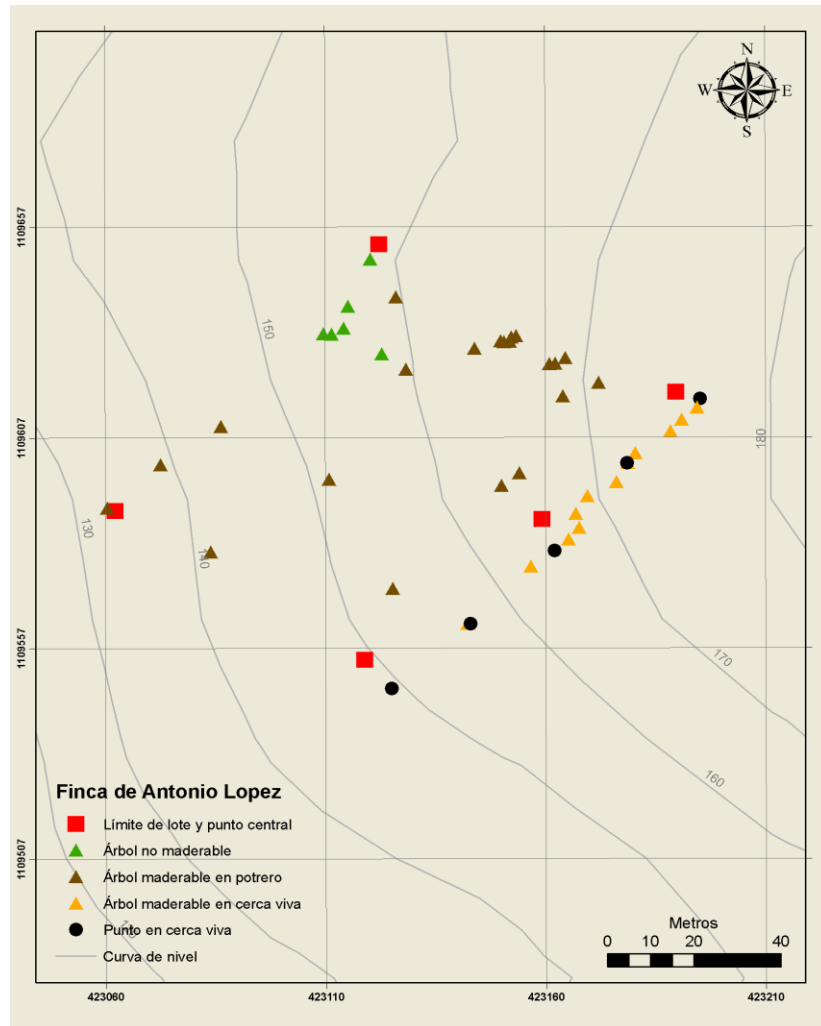 N
W E
S
1109657
150
1109607
180
130
140
1109557
170
160
Finca de Antonio Lopez
Límite de lote y punto central
Árbol no maderable
1109507
Árbol maderable en potrero
Árbol maderable en cerca viva
Punto en cerca viva
Curva de nivel
Metros
0 10 20 40
423060 423110 423160 423210